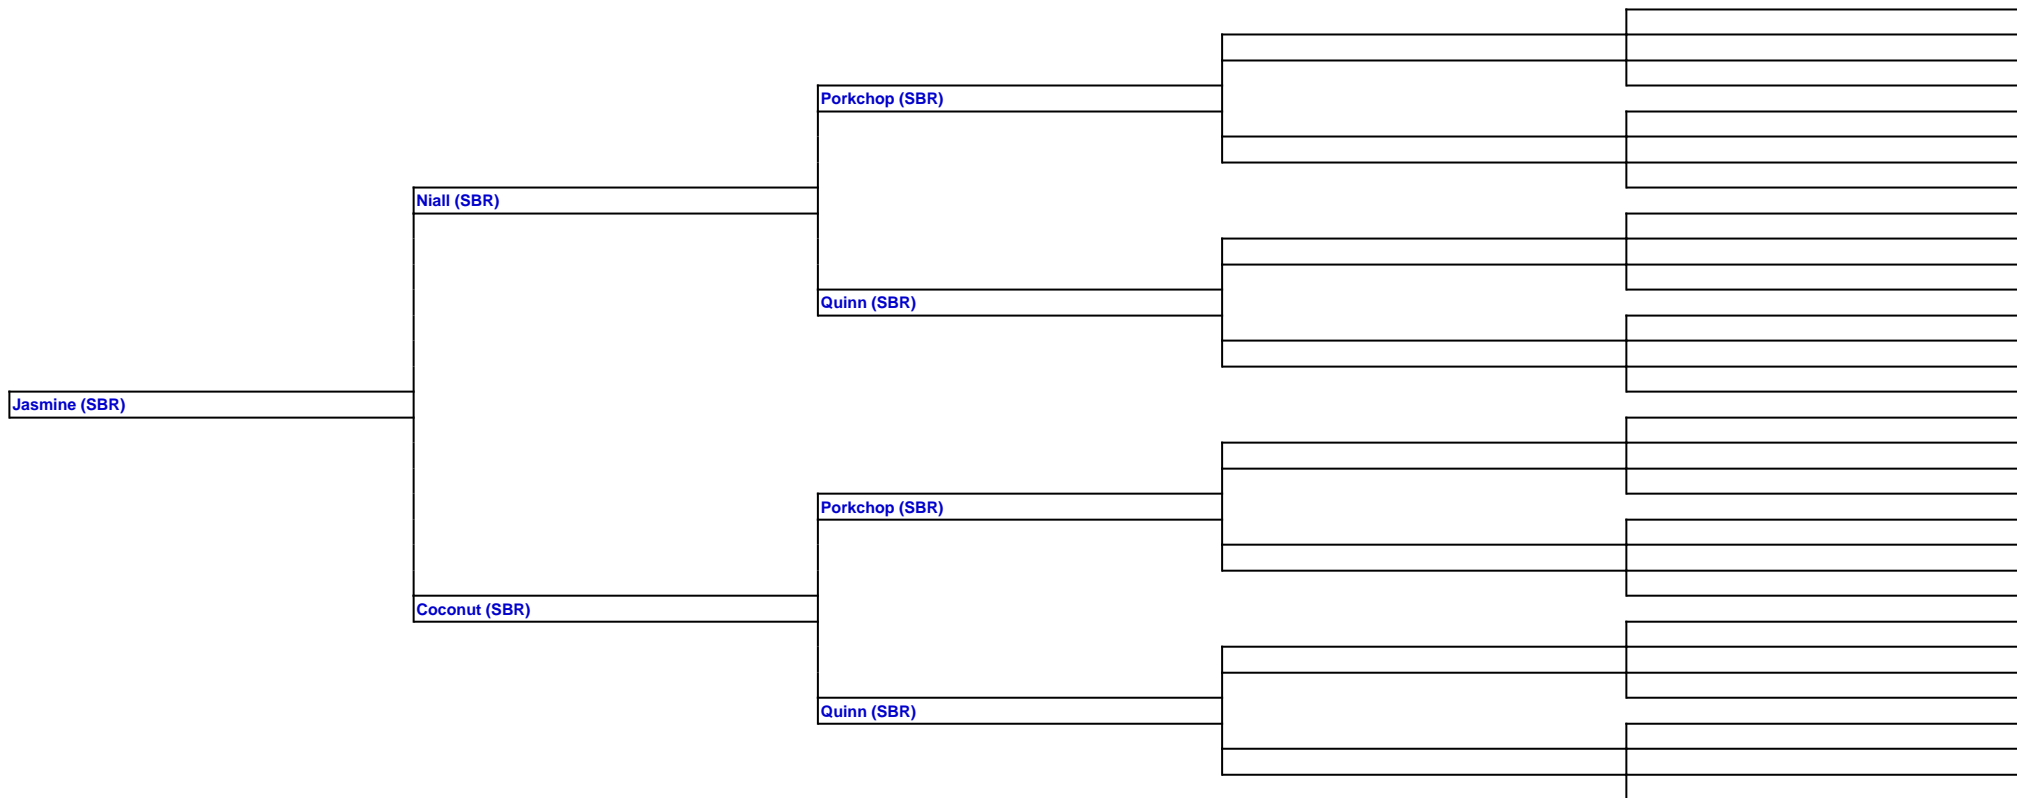 Porkchop (SBR)
Niall (SBR)
Quinn (SBR)
Jasmine (SBR)
Porkchop (SBR)
Coconut (SBR)
Quinn (SBR)